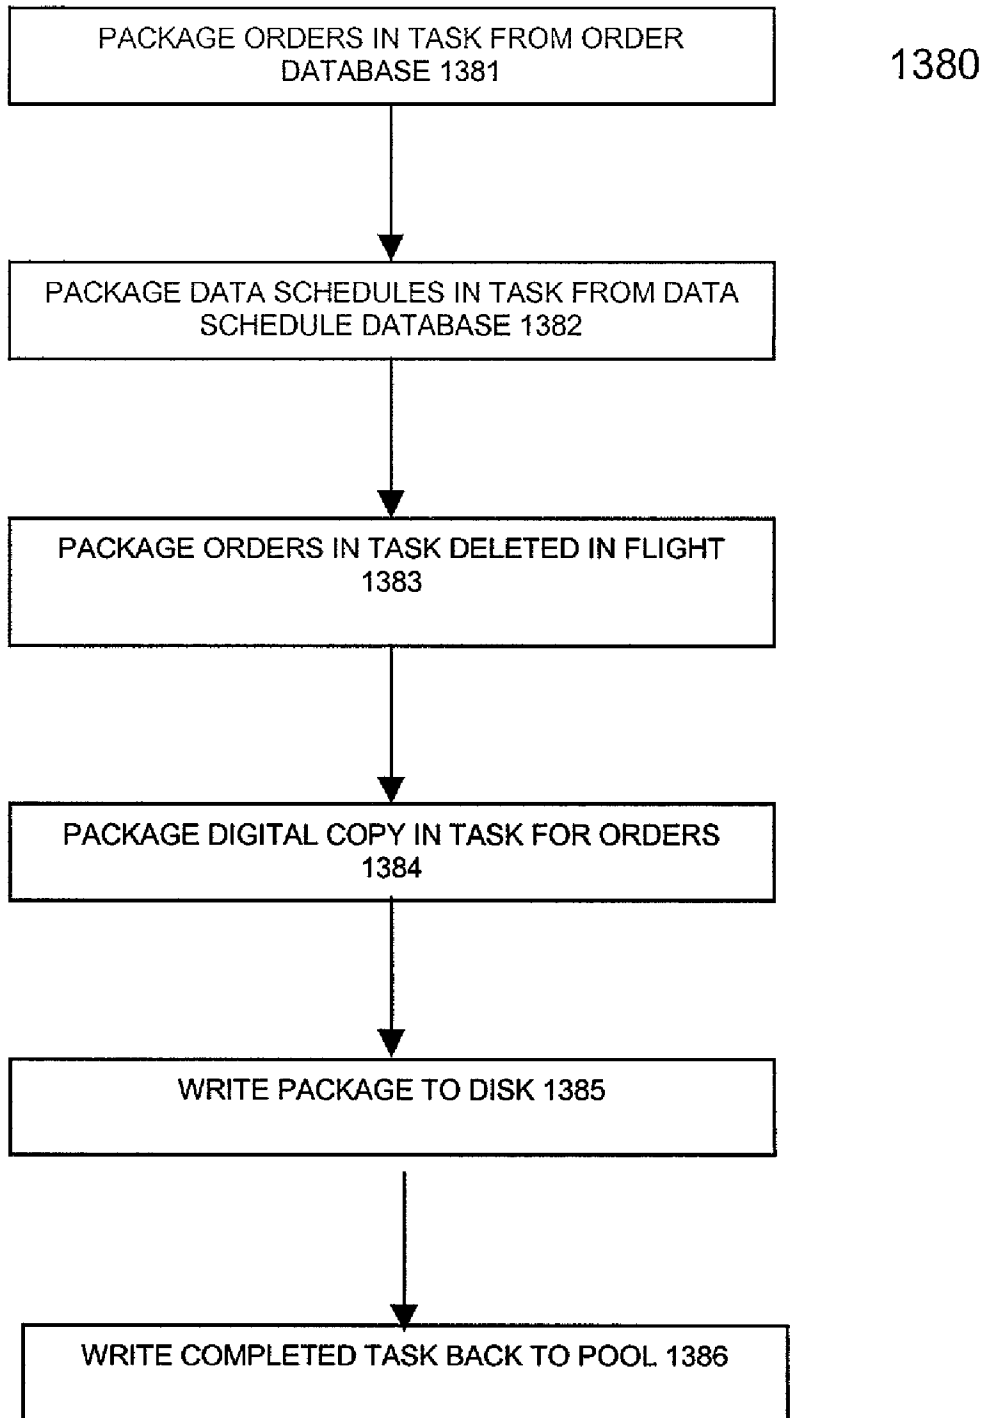 PACKAGE ORDERS IN TASK FROM ORDER
DATABASE 1381
1380
PACKAGE DATA SCHEDULES IN TASK FROM DATA
SCHEDULE DATABASE 1382
PACKAGE ORDERS IN TASK DELETED IN FLIGHT
1383
PACKAGE DIGITAL COPY IN TASK FOR ORDERS
1384
WRITE PACKAGE TO DISK 1385
WRITE COMPLETED TASK BACK TO POOL 1386